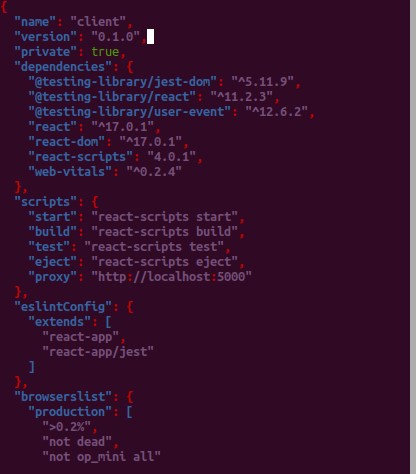 {
"name": "client",
"version": "0.1.0",
"private": true,
"dependencies": {
"@testing-library/jest-dom": "^5.11.9",
"@testing-library/react": "^11.2.3",
"@testing-library/user-event": "^12.6.2",
"react": "^17.0.1",
"react-dom": "^17.0.1",
"react-scripts": "4.0.1",
"web-vitals": "^0.2.4"
},
"scripts": {
"start": "react-scripts start",
"build": "react-scripts build",
"test": "react-scripts test",
"eject": "react-scripts eject",
"proxy": "http://localhost:5000"
},
"eslintConfig": {
"extends": [
"react-app",
"react-app/jest"
]
},
"browserslist": {
"production": [
">0.2%",
"not dead",
"not op_mini all"